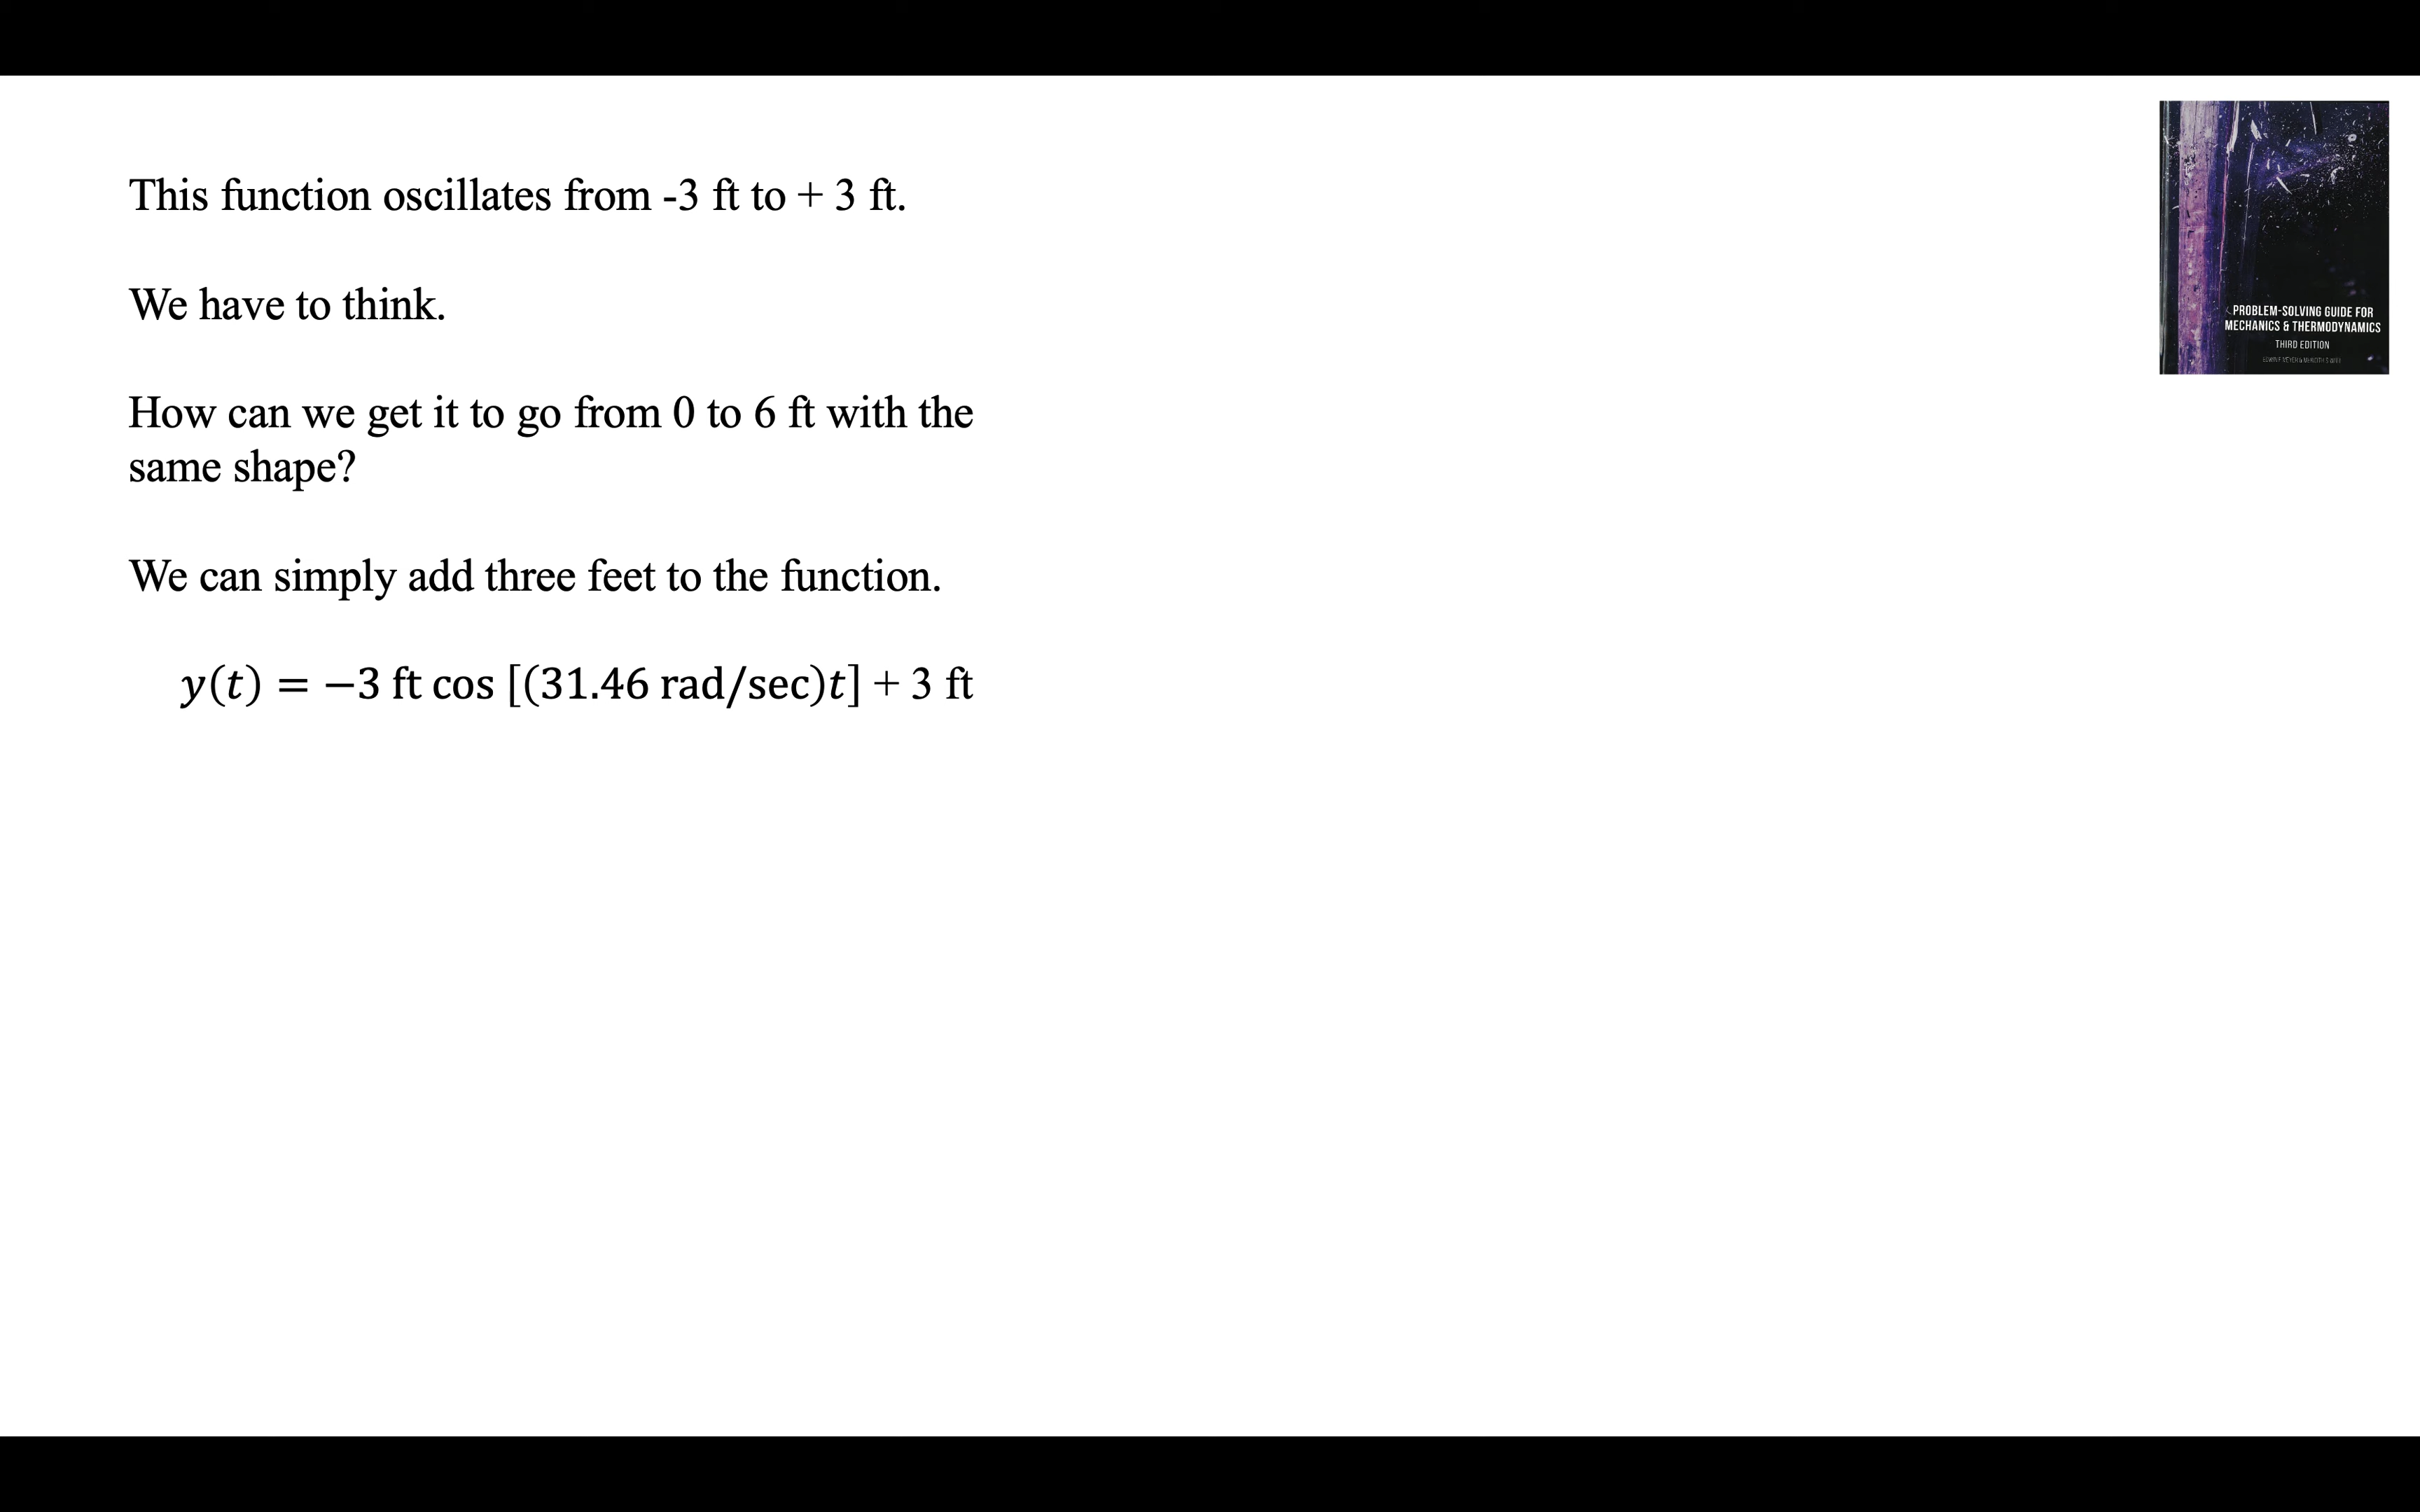 This function oscillates from -3 ft to + 3 ft.
We have to think.
How can we get it to go from 0 to 6 ft with the
same shape?
We can simply add three feet to the function.
y(t) = −3 ft cos [(31.46 rad/sec)t] + 3 ft
PROBLEM-SOLVING GUIDE FOR
MECHANICS & THERMODYNAMICS
THIRD EDITION